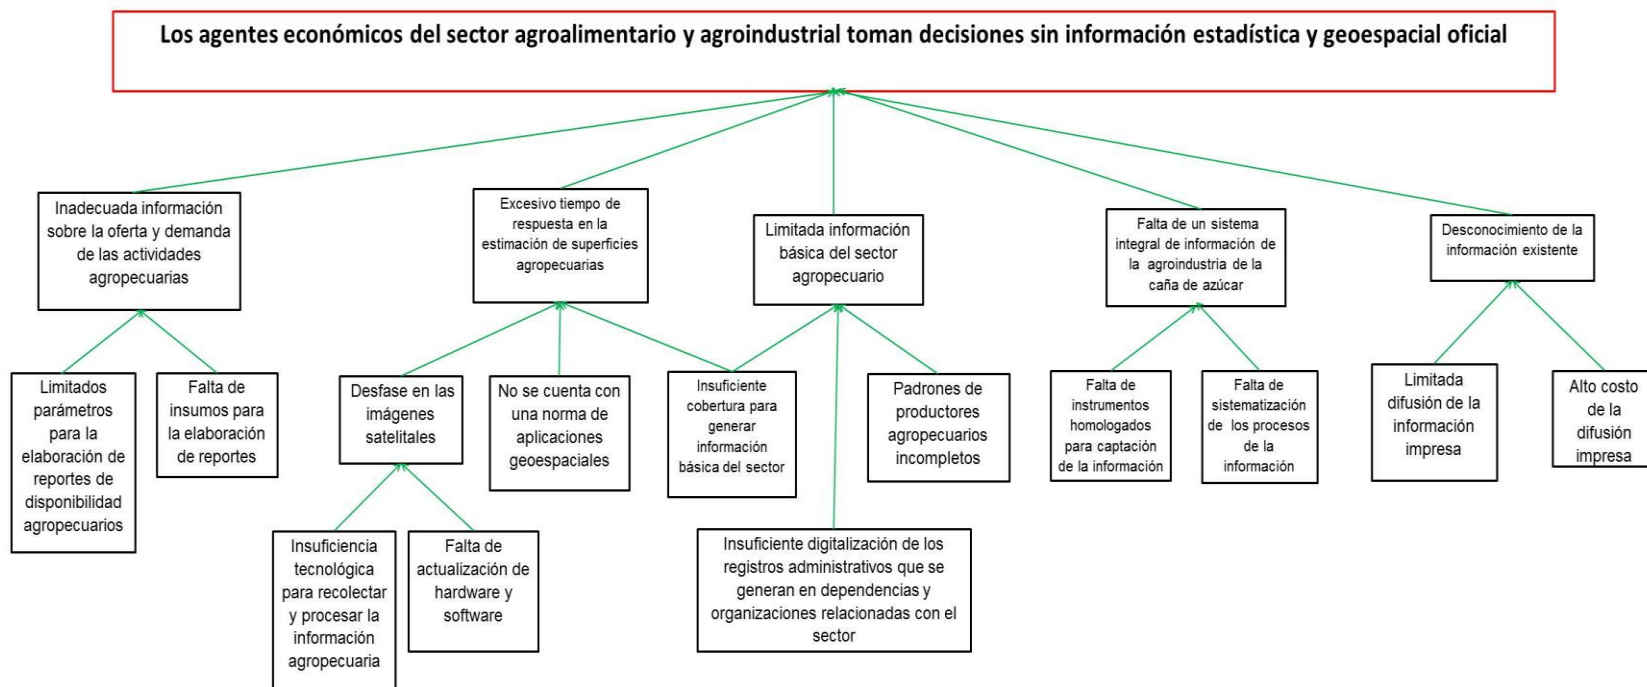 Los agentes económicos del sector agroalimentario y agroindustrial toman decisiones sin información estadística y geoespacial oficial
Inadecuada información
sobre la oferta y demanda
de las actividades
agropecuarias
Excesivo tiempo de
respuesta en la
estimación de superficies
agropecuarias
Limitada información
básica del sector
agropecuario
Falta de un sistema
integral de información de
la agroindustria de la
caña de azúcar
Desconocimiento de la
información existente
Limitados
parámetros
para la
elaboración de
reportes de
disponibilidad
agropecuarios
Falta de
insumos para
la elaboración
de reportes
Desfase en las
imágenes
satelitales
No se cuenta con
una norma de
aplicaciones
geoespaciales
Insuficiente
cobertura para
generar
información
básica del sector
Padrones de
productores
agropecuarios
incompletos
Falta de
instrumentos
homologados
para captación
de la información
Falta de
sistematización
de los procesos
de la
información
Limitada
difusión de la
información
impresa
Alto costo
de la
difusión
impresa
Insuficiencia
tecnológica
para recolectar
y procesar la
información
agropecuaria
Falta de
actualización de
hardware y
software
Insuficiente digitalización de los
registros administrativos que se
generan en dependencias y
organizaciones relacionadas con el
sector